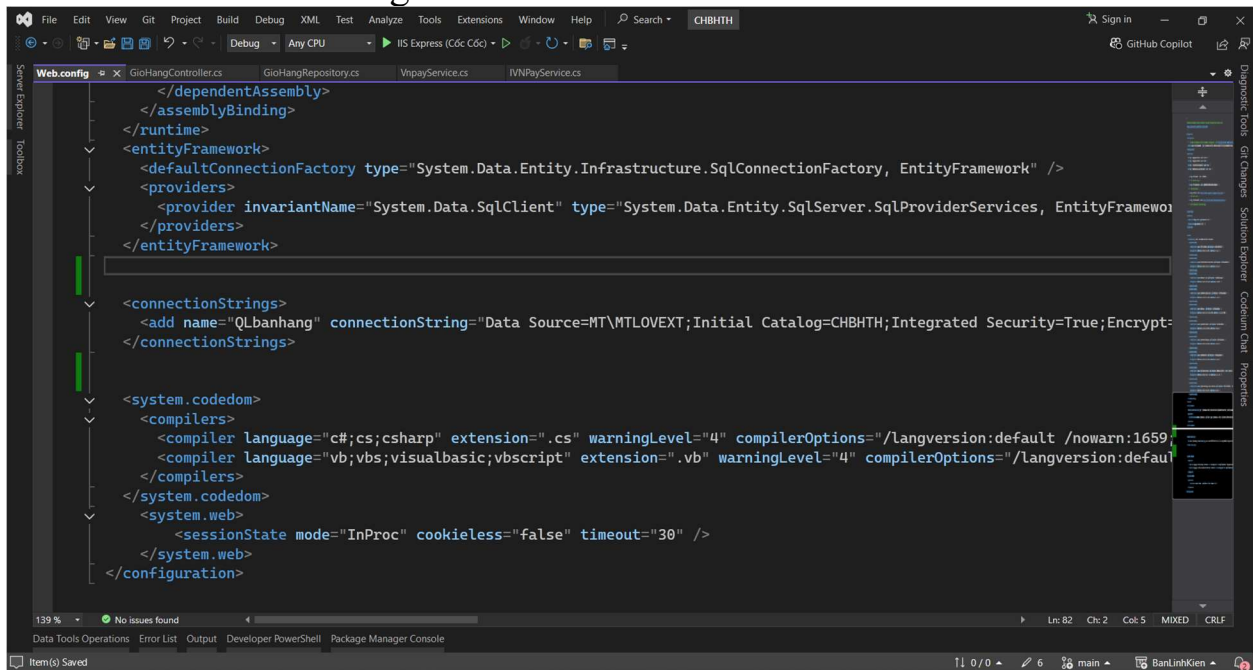 File Edit View Git Project Build Debug XML Test Analyze Tools Extensions Window Help Search CHBHTH Sign in
Debug Any CPU IIS Express (Cốc Cốc) GitHub Copilot
Server Explorer
Toolbox
Web.config GioHangController.cs GioHangRepository.cs VnpayService.cs IVNPayService.cs
</dependentAssembly>
</assemblyBinding>
</runtime>
<entityFramework>
<defaultConnectionFactory type="System.Data.Entity.Infrastructure.SqlConnectionFactory, EntityFramework" />
<providers>
<provider invariantName="System.Data.SqlClient" type="System.Data.Entity.SqlServer.SqlProviderServices, EntityFramewor
</providers>
</entityFramework>
<connectionStrings>
<add name="QLbanhang" connectionString="Data Source=MT\MTLOVEXT;Initial Catalog=CHBHTH;Integrated Security=True;Encrypt=
</connectionStrings>
<system.codedom>
<compilers>
<compiler language="c#;cs;csharp" extension=".cs" warningLevel="4" compilerOptions="/langversion:default /nowarn:1659;
<compiler language="vb;vbs;visualbasic;vbscript" extension=".vb" warningLevel="4" compilerOptions="/langversion:defaul
</compilers>
</system.codedom>
<system.web>
<sessionState mode="InProc" cookieless="false" timeout="30" />
</system.web>
</configuration>
Diagnostic Tools
Git Changes
Solution Explorer
Codeium Chat
Properties
139 % No issues found Ln: 82 Ch: 2 Col: 5 MIXED CRLF
Data Tools Operations Error List Output Developer PowerShell Package Manager Console
Item(s) Saved 0 / 0 6 main BanLinhKien